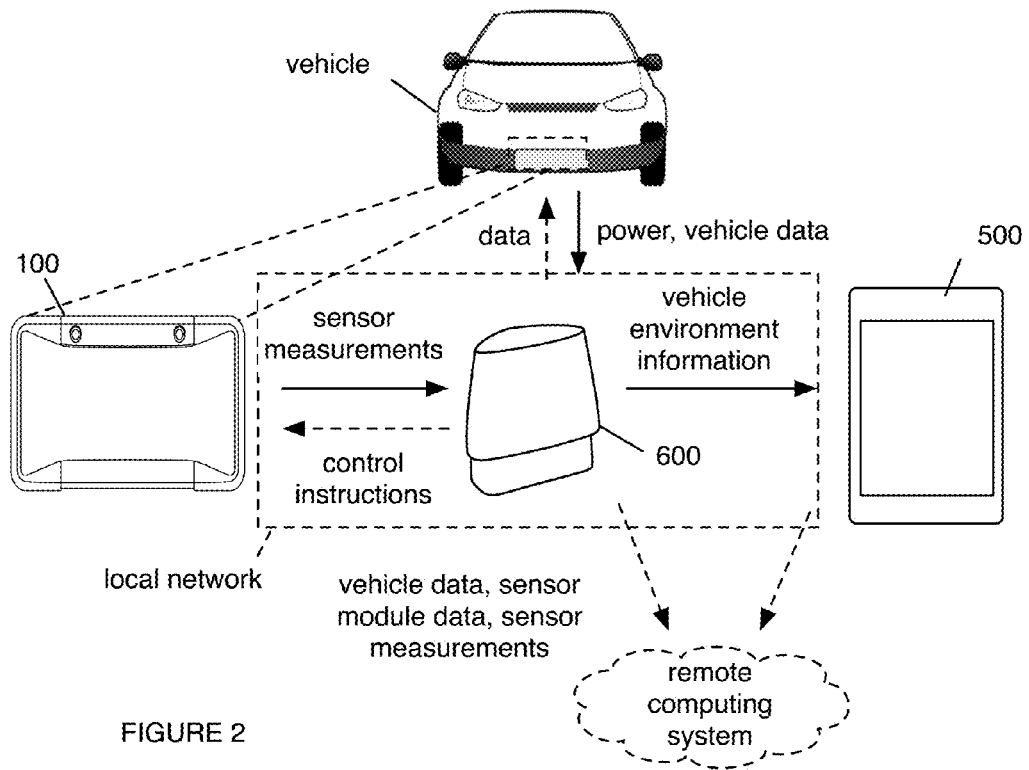 vehicle
data
power, vehicle data
100
500
sensor
measurements
vehicle
environment
information
control
instructions
600
local network
vehicle data, sensor
module data, sensor
measurements
remote
computing
system
FIGURE 2